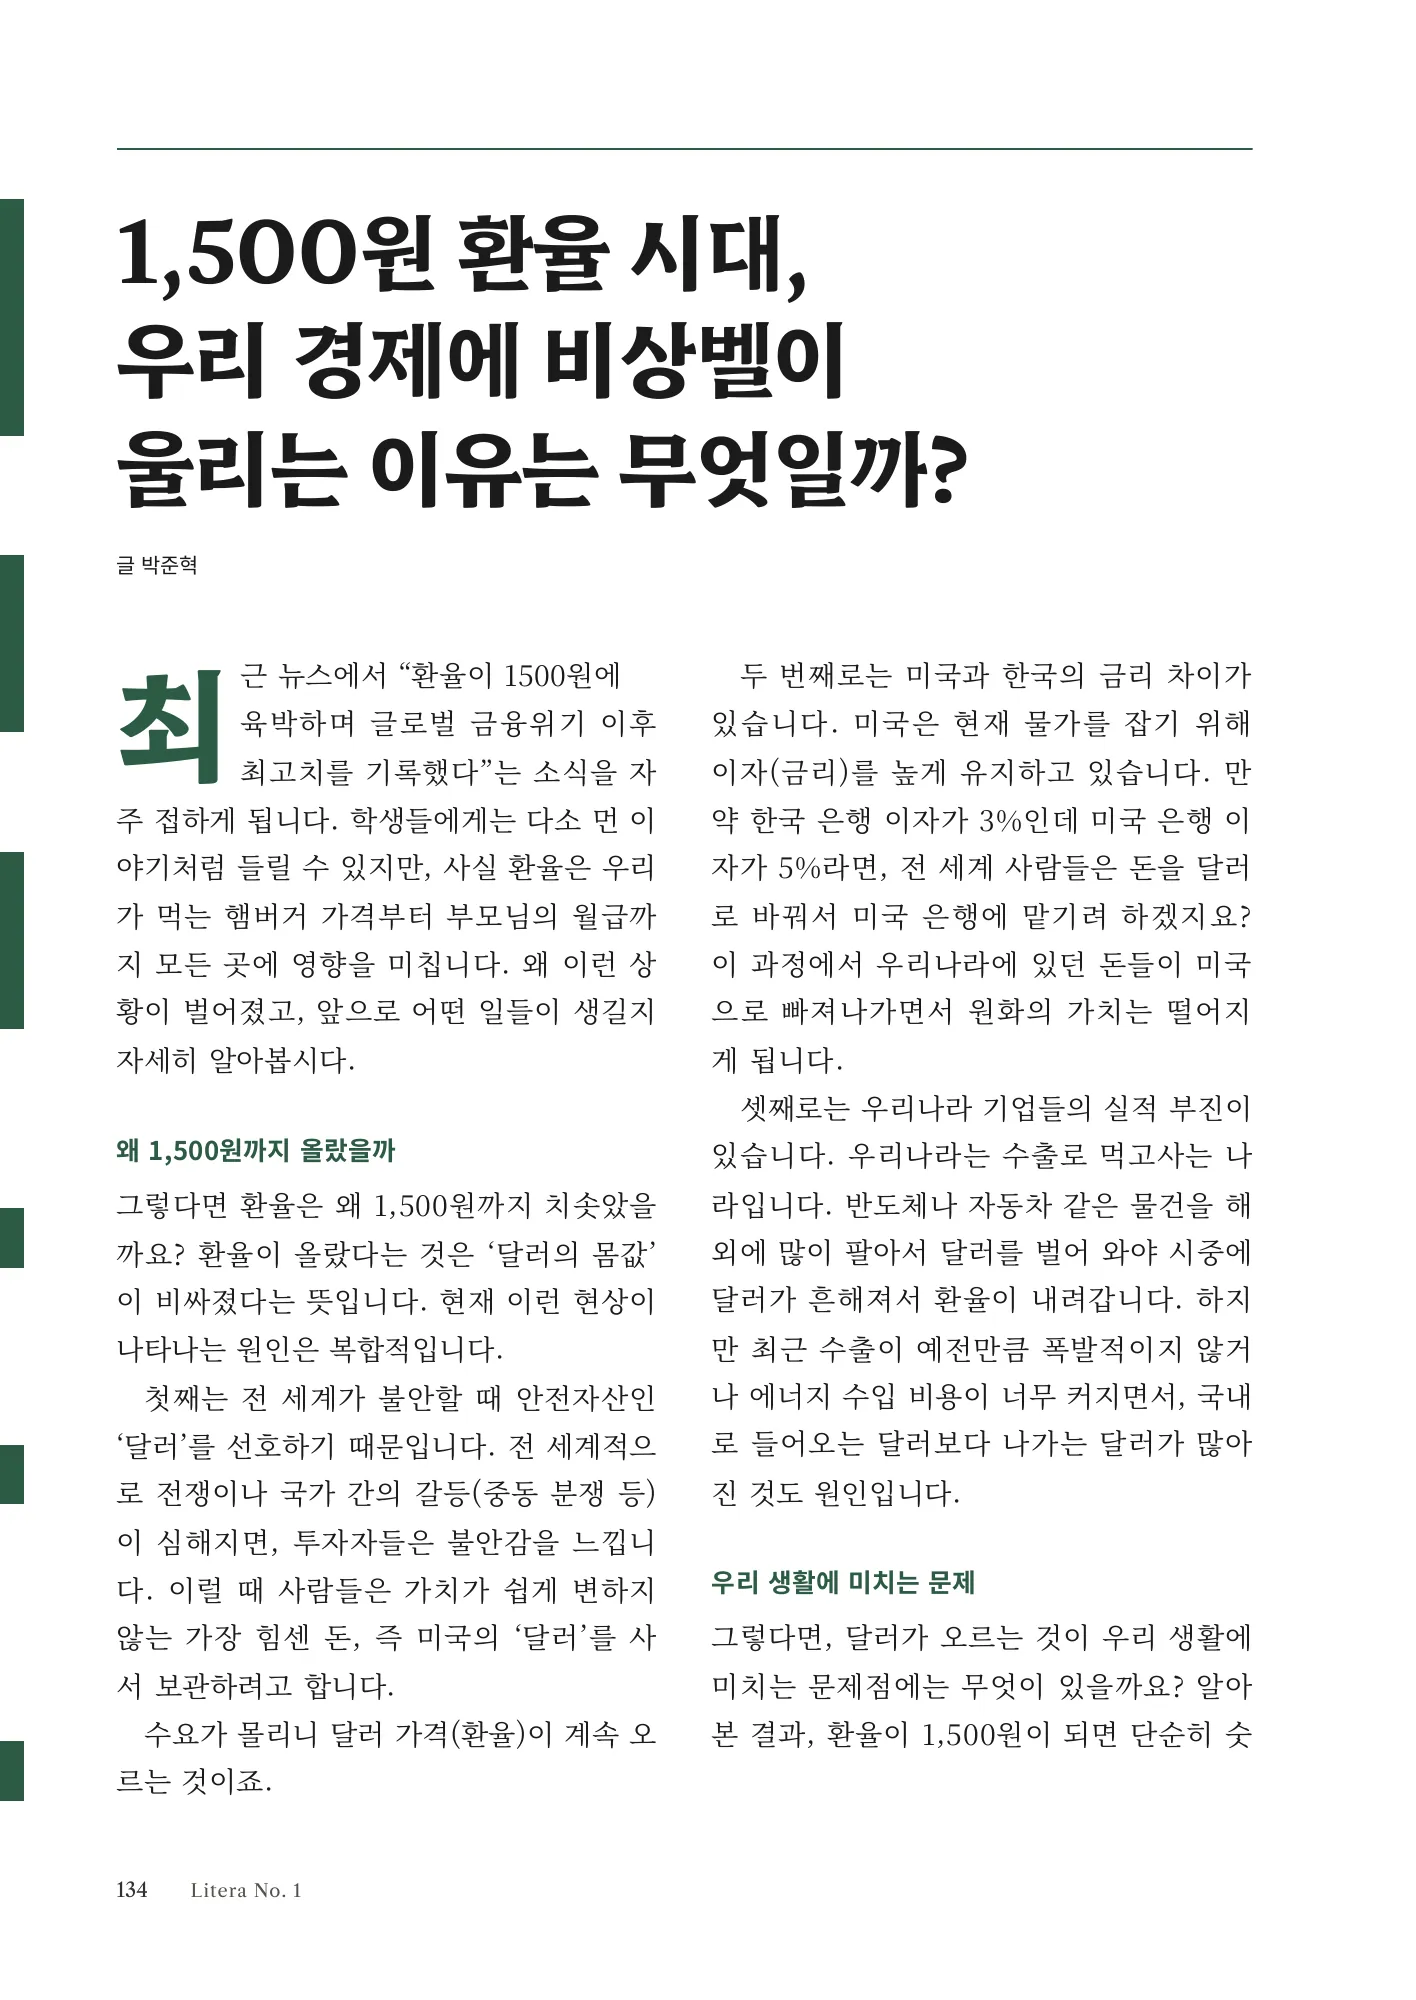 1,500원 환율 시대,
우리 경제에 비상벨이
울리는 이유는 무엇일까?
글 박준혁
최근 뉴스에서 “환율이 1500원에
육박하며 글로벌 금융위기 이후
최고치를 기록했다”는 소식을 자
주 접하게 됩니다. 학생들에게는 다소 먼 이
야기처럼 들릴 수 있지만, 사실 환율은 우리
가 먹는 햄버거 가격부터 부모님의 월급까
지 모든 곳에 영향을 미칩니다. 왜 이런 상
황이 벌어졌고, 앞으로 어떤 일들이 생길지
자세히 알아봅시다.
왜 1,500원까지 올랐을까
그렇다면 환율은 왜 1,500원까지 치솟았을
까요? 환율이 올랐다는 것은 ‘달러의 몸값’
이 비싸졌다는 뜻입니다. 현재 이런 현상이
나타나는 원인은 복합적입니다.
첫째는 전 세계가 불안할 때 안전자산인
‘달러’를 선호하기 때문입니다. 전 세계적으
로 전쟁이나 국가 간의 갈등(중동 분쟁 등)
이 심해지면, 투자자들은 불안감을 느낍니
다. 이럴 때 사람들은 가치가 쉽게 변하지
않는 가장 힘센 돈, 즉 미국의 ‘달러’를 사
서 보관하려고 합니다.
수요가 몰리니 달러 가격(환율)이 계속 오
르는 것이죠.
두 번째로는 미국과 한국의 금리 차이가
있습니다. 미국은 현재 물가를 잡기 위해
이자(금리)를 높게 유지하고 있습니다. 만
약 한국 은행 이자가 3%인데 미국 은행 이
자가 5%라면, 전 세계 사람들은 돈을 달러
로 바꿔서 미국 은행에 맡기려 하겠지요?
이 과정에서 우리나라에 있던 돈들이 미국
으로 빠져나가면서 원화의 가치는 떨어지
게 됩니다.
셋째로는 우리나라 기업들의 실적 부진이
있습니다. 우리나라는 수출로 먹고사는 나
라입니다. 반도체나 자동차 같은 물건을 해
외에 많이 팔아서 달러를 벌어 와야 시중에
달러가 흔해져서 환율이 내려갑니다. 하지
만 최근 수출이 예전만큼 폭발적이지 않거
나 에너지 수입 비용이 너무 커지면서, 국내
로 들어오는 달러보다 나가는 달러가 많아
진 것도 원인입니다.
우리 생활에 미치는 문제
그렇다면, 달러가 오르는 것이 우리 생활에
미치는 문제점에는 무엇이 있을까요? 알아
본 결과, 환율이 1,500원이 되면 단순히 숫
134 Litera No. 1